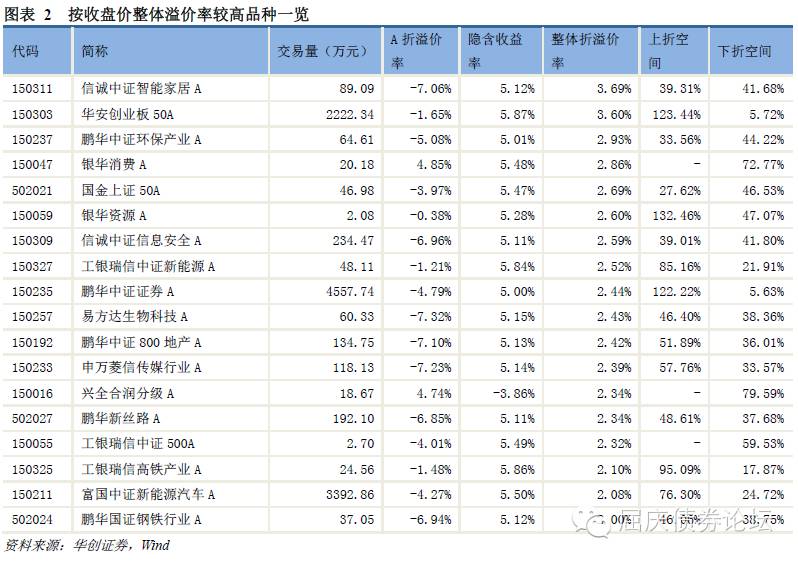 图表 2 按收盘价整体溢价率较高品种一览
代码 简称 交易量（万元） A 折溢价率 隐含收益率 整体折溢价率 上折空间 下折空间
150311 信诚中证智能家居 A 89.09 -7.06% 5.12% 3.69% 39.31% 41.68%
150303 华安创业板 50A 2222.34 -1.65% 5.87% 3.60% 123.44% 5.72%
150237 鹏华中证环保产业 A 64.61 -5.08% 5.01% 2.93% 33.56% 44.22%
150047 银华消费 A 20.18 4.85% 5.48% 2.86% - 72.77%
502021 国金上证 50A 46.98 -3.97% 5.47% 2.69% 27.62% 46.53%
150059 银华资源 A 2.08 -0.38% 5.28% 2.60% 132.46% 47.07%
150309 信诚中证信息安全 A 234.47 -6.96% 5.11% 2.59% 39.01% 41.80%
150327 工银瑞信中证新能源 A 48.11 -1.21% 5.84% 2.52% 85.16% 21.91%
150235 鹏华中证证券 A 4557.74 -4.79% 5.00% 2.44% 122.22% 5.63%
150257 易方达生物科技 A 60.33 -7.32% 5.15% 2.43% 46.40% 38.36%
150192 鹏华中证 800 地产 A 134.75 -7.10% 5.13% 2.42% 51.89% 36.01%
150233 申万菱信传媒行业 A 118.13 -7.23% 5.14% 2.39% 57.76% 33.57%
150016 兴全合润分级 A 18.67 4.74% -3.86% 2.34% - 79.59%
502027 鹏华新丝路 A 192.10 -6.85% 5.11% 2.34% 48.61% 37.68%
150055 工银瑞信中证 500A 2.70 -4.01% 5.49% 2.32% - 59.53%
150325 工银瑞信高铁产业 A 24.56 -1.48% 5.86% 2.10% 95.09% 17.87%
150211 富国中证新能源汽车 A 3392.86 -4.27% 5.50% 2.08% 76.30% 24.72%
502024 鹏华国证钢铁行业 A 37.05 -6.94% 5.12% 38.75%
屈庆债券论坛
资料来源：华创证券，Wind